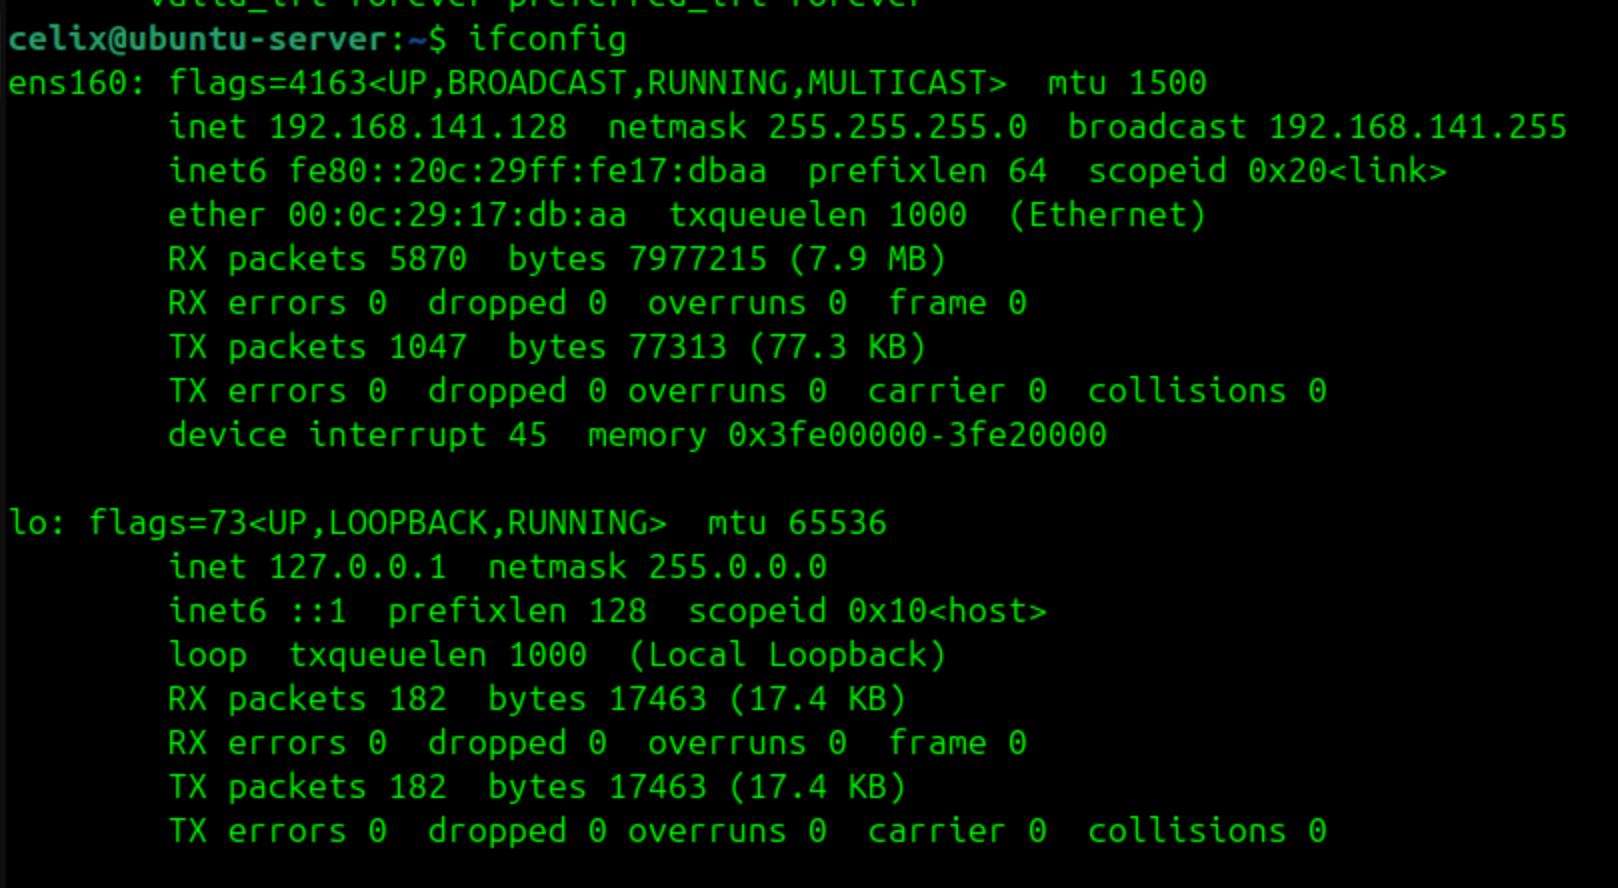 valid_lft forever preferred_lft forever
celix@ubuntu-server:~$ ifconfig
ens160: flags=4163<UP,BROADCAST,RUNNING,MULTICAST>  mtu 1500
        inet 192.168.141.128  netmask 255.255.255.0  broadcast 192.168.141.255
        inet6 fe80::20c:29ff:fe17:dbaa  prefixlen 64  scopeid 0x20<link>
        ether 00:0c:29:17:db:aa  txqueuelen 1000  (Ethernet)
        RX packets 5870  bytes 7977215 (7.9 MB)
        RX errors 0  dropped 0  overruns 0  frame 0
        TX packets 1047  bytes 77313 (77.3 KB)
        TX errors 0  dropped 0 overruns 0  carrier 0  collisions 0
        device interrupt 45  memory 0x3fe00000-3fe20000

lo: flags=73<UP,LOOPBACK,RUNNING>  mtu 65536
        inet 127.0.0.1  netmask 255.0.0.0
        inet6 ::1  prefixlen 128  scopeid 0x10<host>
        loop  txqueuelen 1000  (Local Loopback)
        RX packets 182  bytes 17463 (17.4 KB)
        RX errors 0  dropped 0  overruns 0  frame 0
        TX packets 182  bytes 17463 (17.4 KB)
        TX errors 0  dropped 0 overruns 0  carrier 0  collisions 0